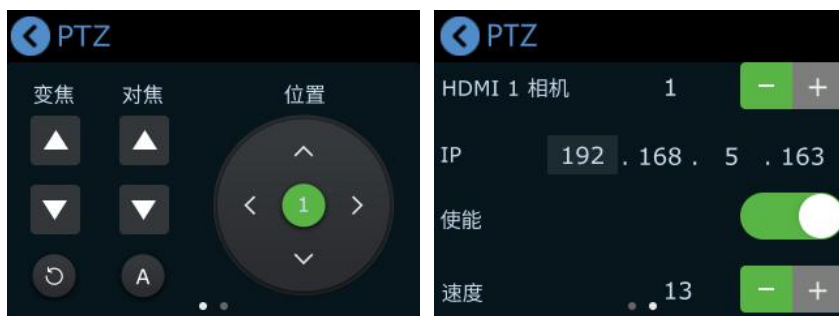 PTZ
变焦 对焦 位置
1
A
PTZ
HDMI 1 相机 1 − +
IP 192 . 168 . 5 . 163
使能
速度 13 − +